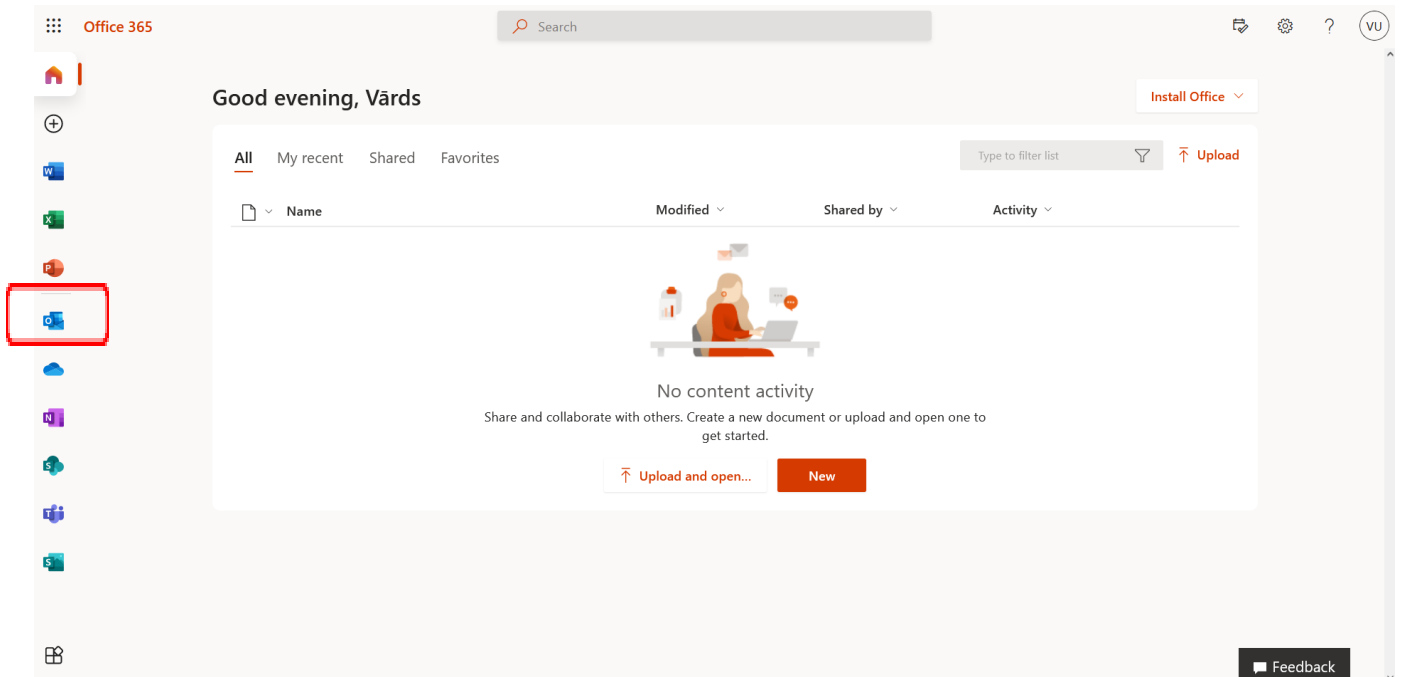 Office 365
Search
VU
Good evening, Vārds
Install Office
All My recent Shared Favorites
Type to filter list
Upload
Name Modified Shared by Activity
W
X
P
O
N
S
T
S
No content activity
Share and collaborate with others. Create a new document or upload and open one to
get started.
Upload and open...
New
Feedback